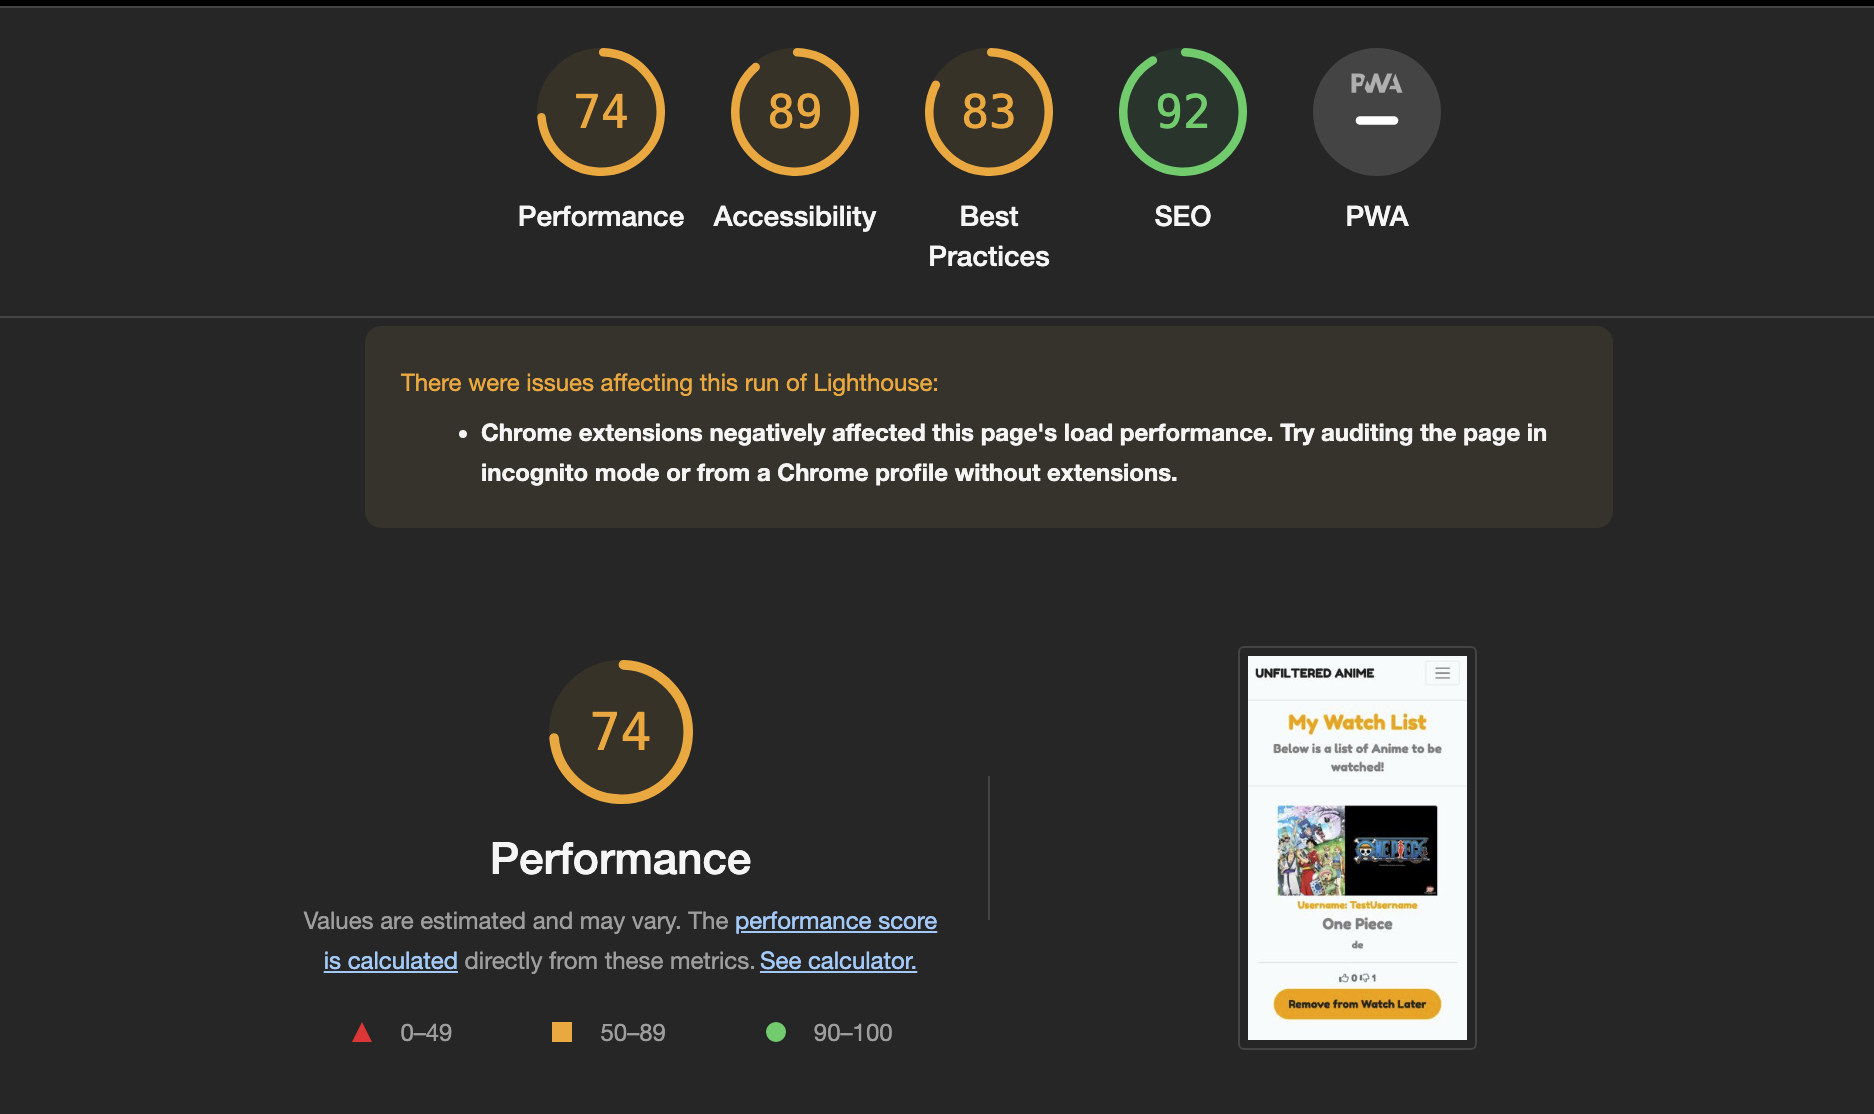 74
89
83
92
PWA
Performance
Accessibility
Best
Practices
SEO
PWA
There were issues affecting this run of Lighthouse:
Chrome extensions negatively affected this page's load performance. Try auditing the page in
incognito mode or from a Chrome profile without extensions.
74
Performance
Values are estimated and may vary. The performance score
is calculated directly from these metrics. See calculator.
0–49
50–89
90–100
UNFILTERED ANIME
My Watch List
Below is a list of Anime to be
watched!
ONE PIECE
Username: TestUsername
One Piece
de
0 1
Remove from Watch Later